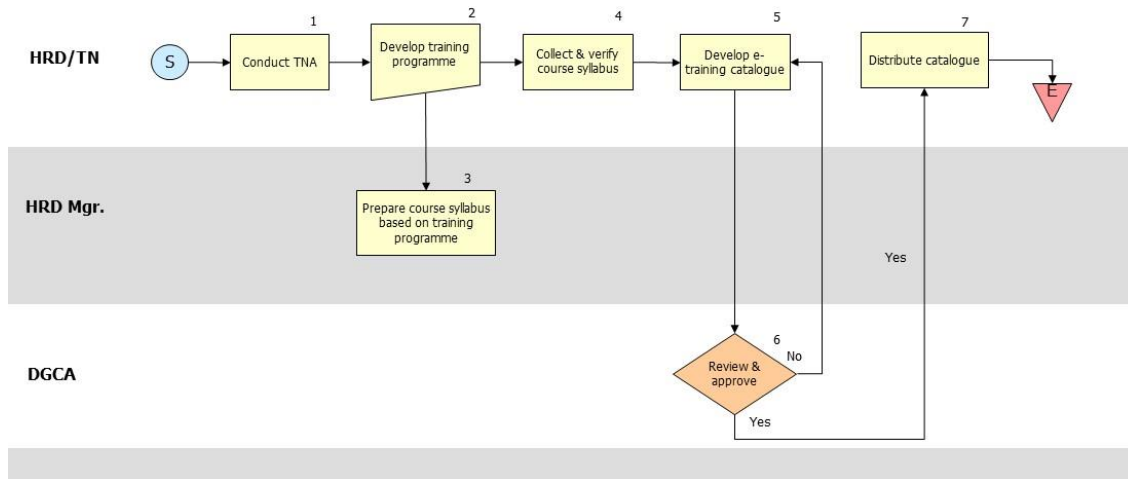 1
2
4
5
7
HRD/TN
S
Conduct TNA
Develop training
programme
Collect & verify
course syllabus
Develop e-
training catalogue
Distribute catalogue
E
3
HRD Mgr.
Prepare course syllabus
based on training
programme
Yes
6
No
DGCA
Review &
approve
Yes